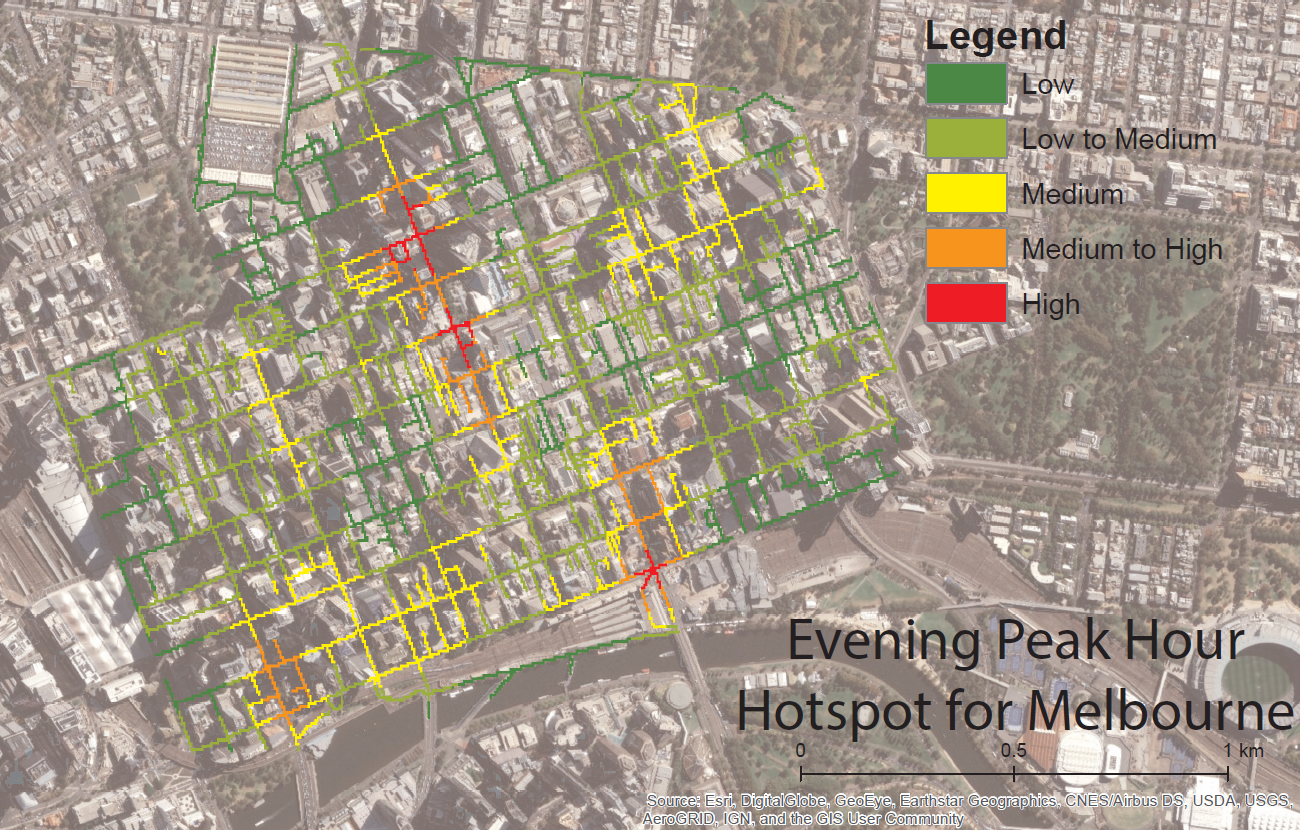 Legend
Low
Low to Medium
Medium
Medium to High
High
Evening Peak Hour
Hotspot for Melbourne
0 0.5 1 km
Source: Esri, DigitalGlobe, GeoEye, Earthstar Geographics, CNES/Airbus DS, USDA, USGS,
AeroGRID, IGN, and the GIS User Community